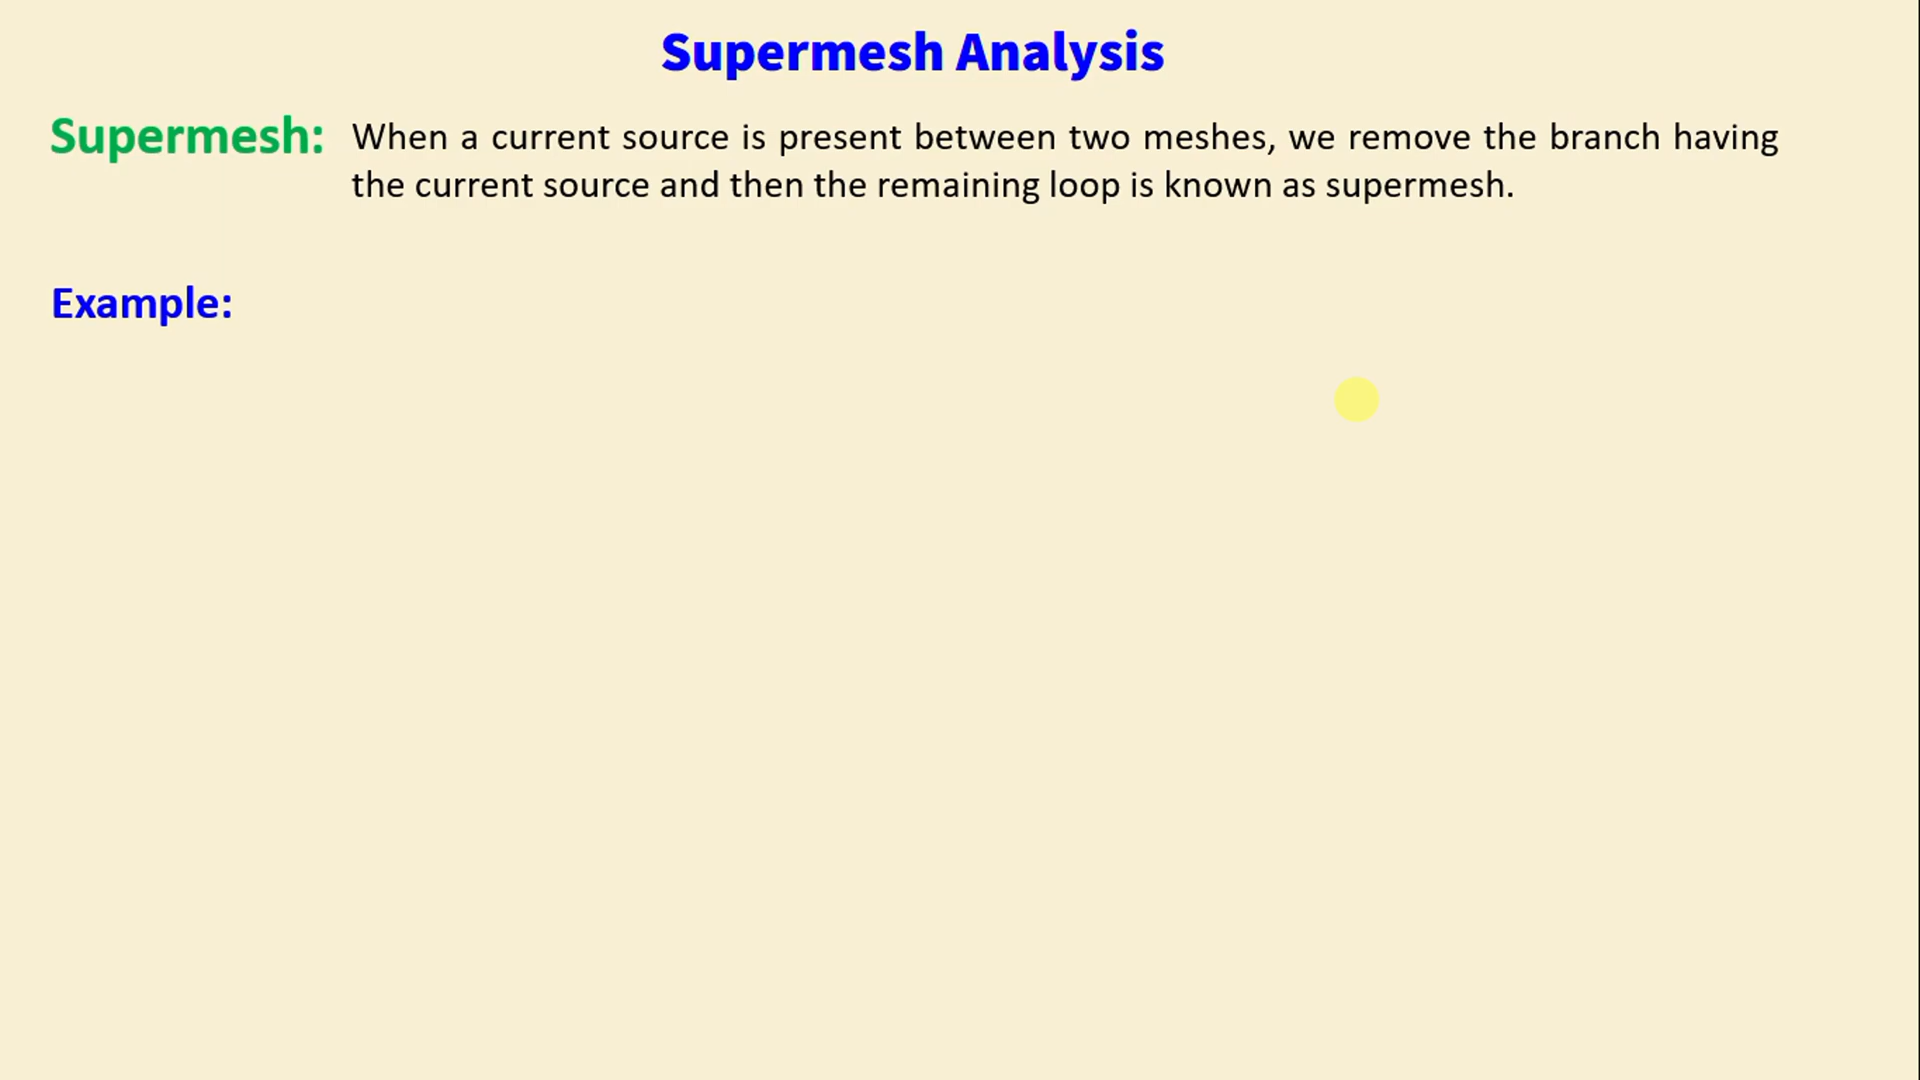 Supermesh Analysis
Supermesh: When a current source is present between two meshes, we remove the branch having
the current source and then the remaining loop is known as supermesh.
Example: